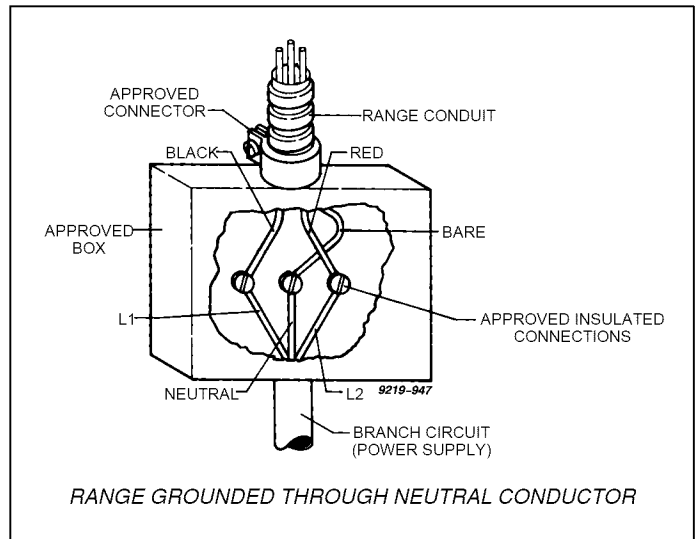 APPROVED
CONNECTOR
RANGE CONDUIT
BLACK
RED
APPROVED
BOX
BARE
L1
APPROVED INSULATED
CONNECTIONS
NEUTRAL
L2
9219-947
BRANCH CIRCUIT
(POWER SUPPLY)
RANGE GROUNDED THROUGH NEUTRAL CONDUCTOR